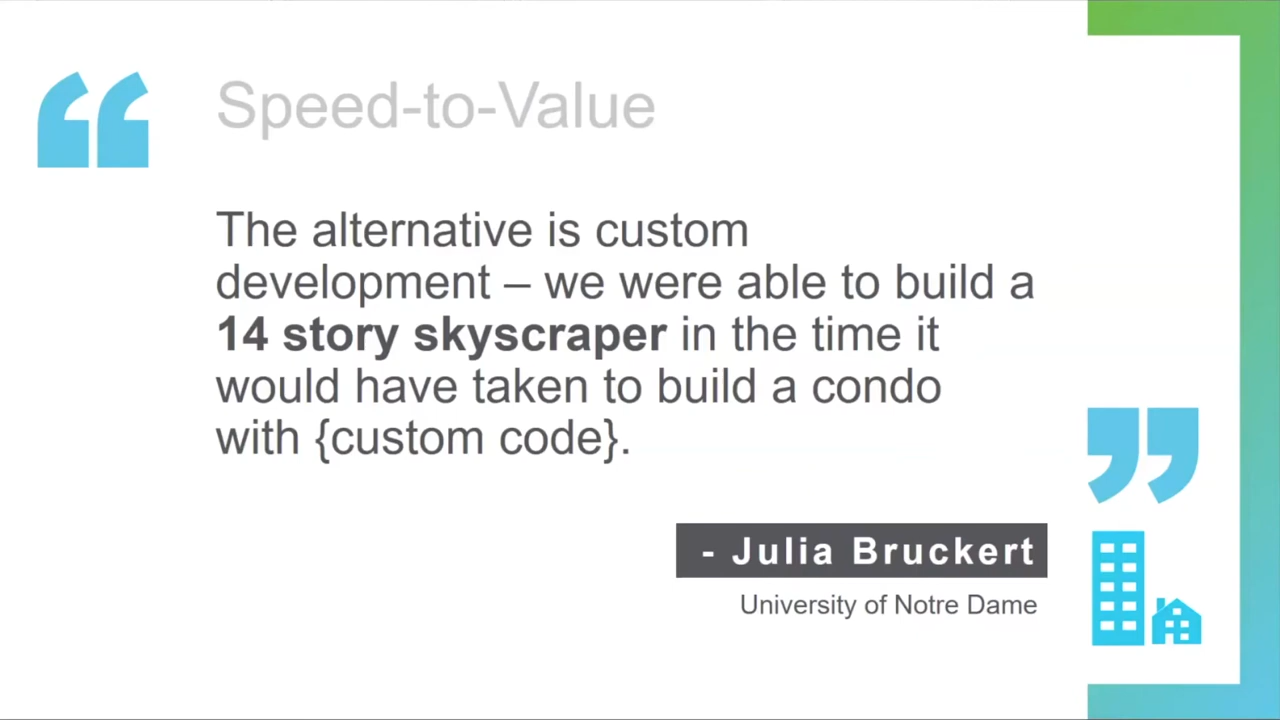 Speed-to-Value
The alternative is custom
development – we were able to build a
14 story skyscraper in the time it
would have taken to build a condo
with {custom code}.
- Julia Bruckert
University of Notre Dame